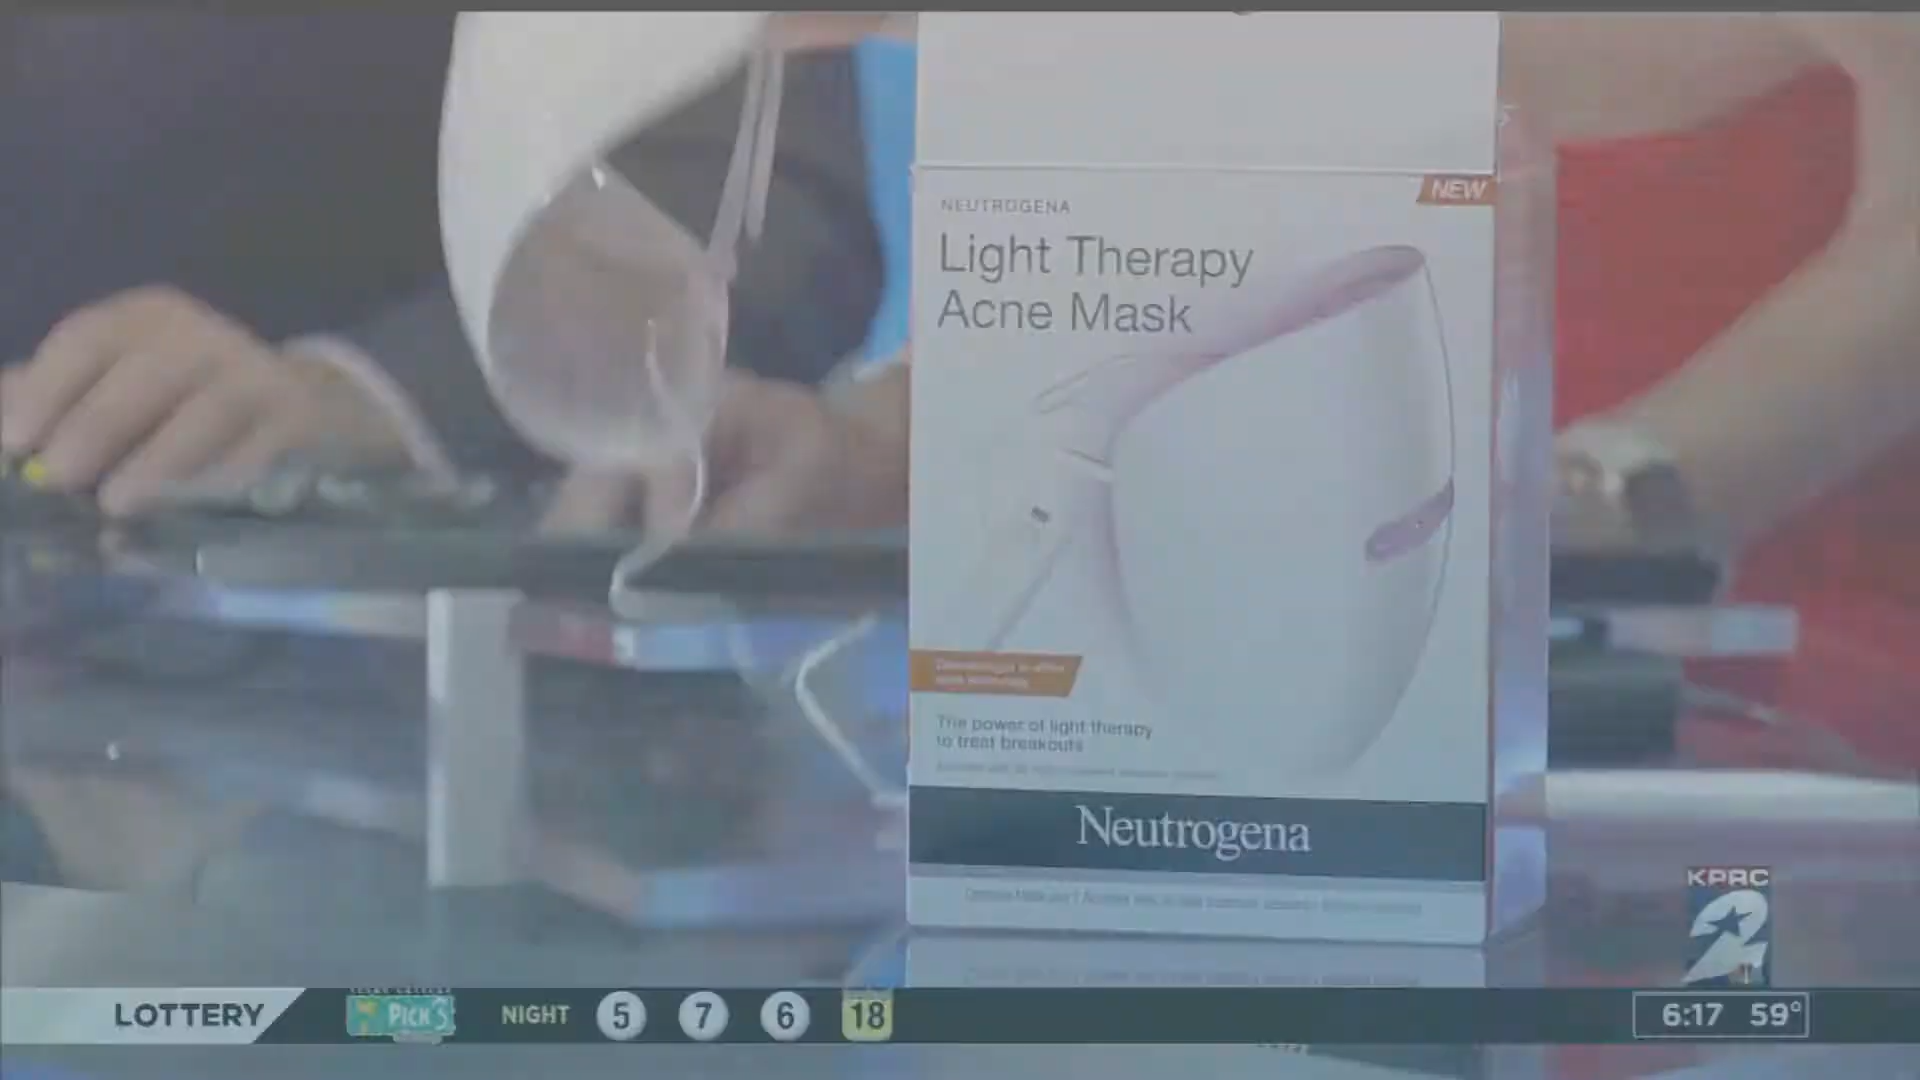 NEW
NEUTROGENA
Light Therapy
Acne Mask
The power of light therapy
to treat breakouts
Neutrogena
KPRC
2
LOTTERY
PICK 3
NIGHT
5
7
6
18
6:17
59°